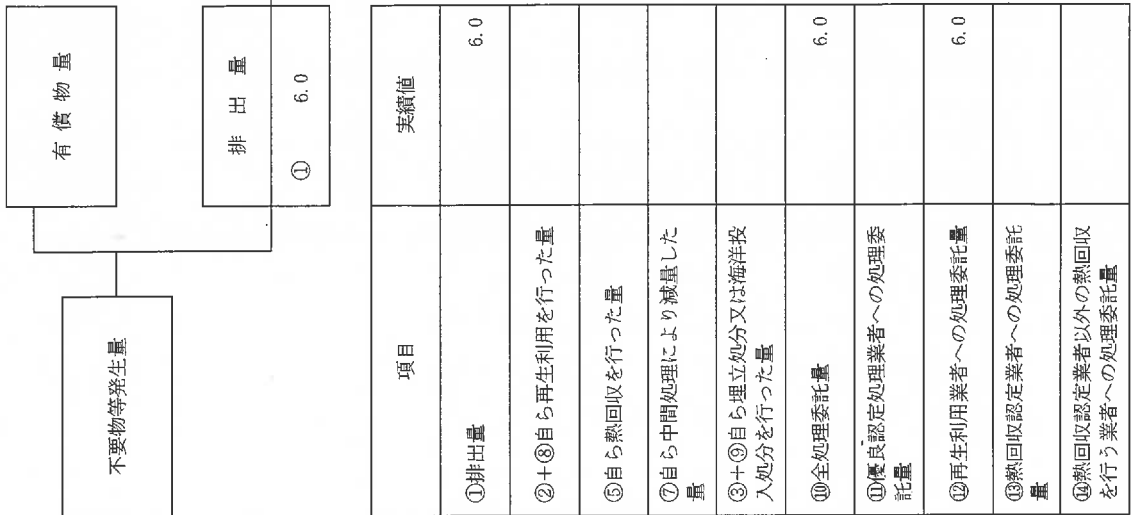 不要物等発生量
有償物量
排出量
① 6.0
項目
実績値
①排出量
6.0
②+⑧自ら再生利用を行った量
⑤自ら熱回収を行った量
⑦自ら中間処理により減量した
量
③+⑨自ら埋立処分又は海洋投
入処分を行った量
⑩全処理委託量
6.0
⑪優良認定処理業者への処理委
託量
⑫再生利用業者への処理委託量
6.0
⑬熱回収認定業者への処理委託
量
⑭熱回収認定業者以外の熱回収
を行う業者への処理委託量